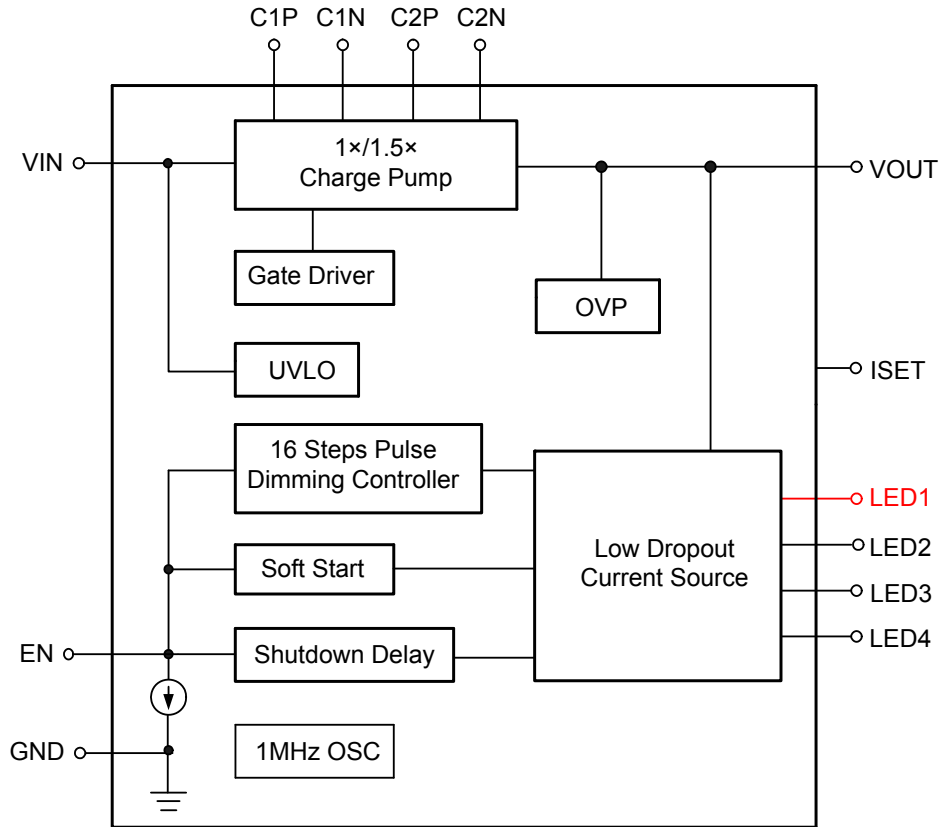 C1P C1N C2P C2N
VIN
1×/1.5×
Charge Pump
VOUT
Gate Driver
OVP
UVLO
ISET
16 Steps Pulse
Dimming Controller
LED1
Low Dropout
Current Source
LED2
Soft Start
LED3
LED4
EN
Shutdown Delay
GND
1MHz OSC